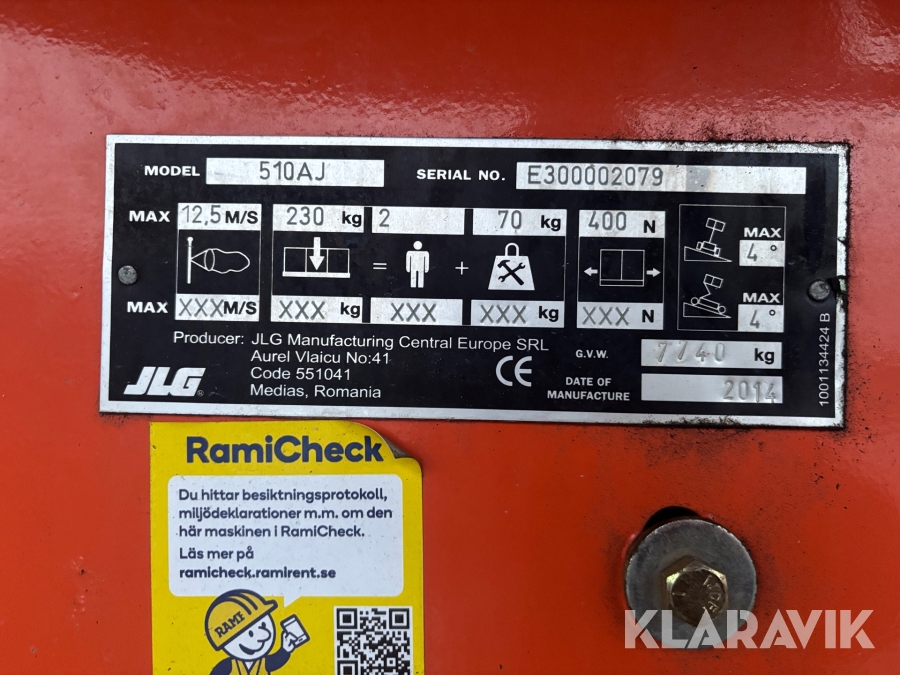 MODEL 510AJ SERIAL NO. E300002079
MAX 12,5 M/S 230 kg 2 70 kg 400 N
MAX 4°
= +
MAX XXX M/S XXX kg XXX XXX kg XXX N
MAX 4°
Producer: JLG Manufacturing Central Europe SRL
Aurel Vlaicu No:41
Code 551041
Medias, Romania
JLG®
CE
G.V.W. 7740 kg
DATE OF
MANUFACTURE 2014
1001134424 B
RamiCheck
Du hittar besiktningsprotokoll,
miljödeklarationer m.m. om den
här maskinen i RamiCheck.
Läs mer på
ramicheck.ramirent.se
RAMI
KLARAVIK